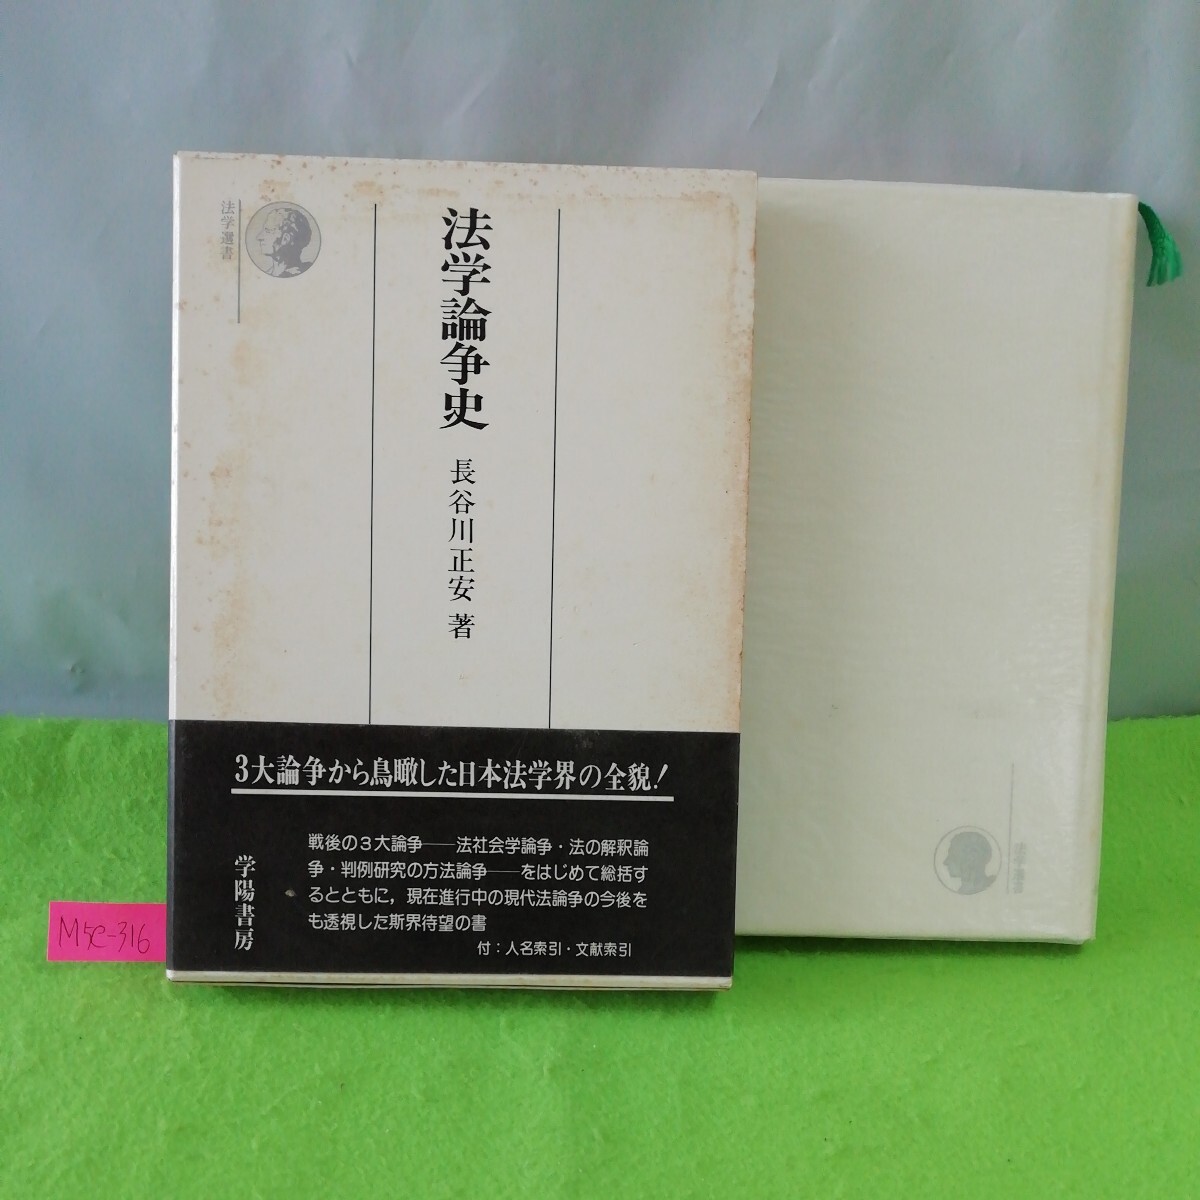 法学選書
法学論争史
長谷川正安 著
3大論争から鳥瞰した日本法学界の全貌!
戦後の3大論争──法社会学論争・法の解釈論
争・判例研究の方法論争──をはじめて総括す
るとともに,現在進行中の現代法論争の今後を
も透視した斯界待望の書
付:人名索引・文献索引
学陽書房
M5e-316
法学選書